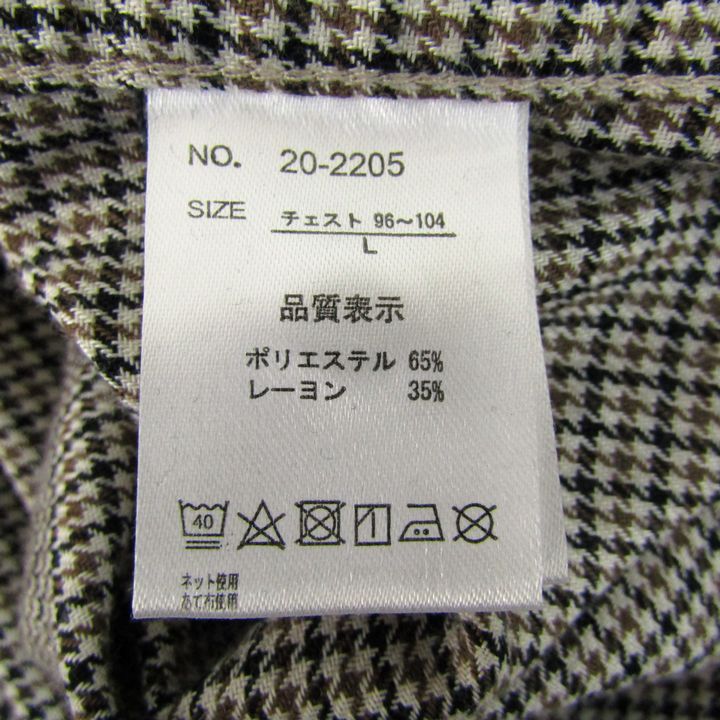 NO. 20-2205
SIZE チェスト 96～104
L
品質表示
ポリエステル 65%
レーヨン 35%
40
ネット使用
あて布使用